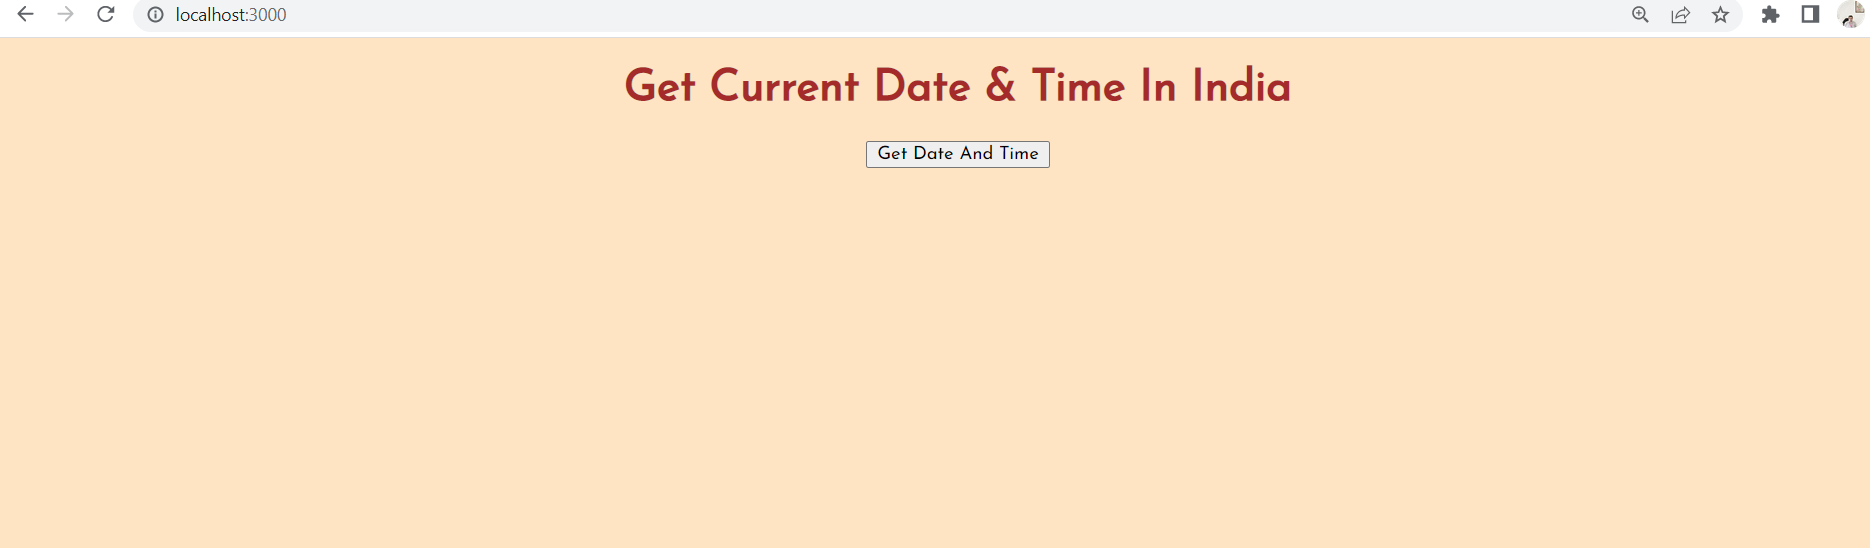 localhost:3000
Get Current Date & Time In India
Get Date And Time